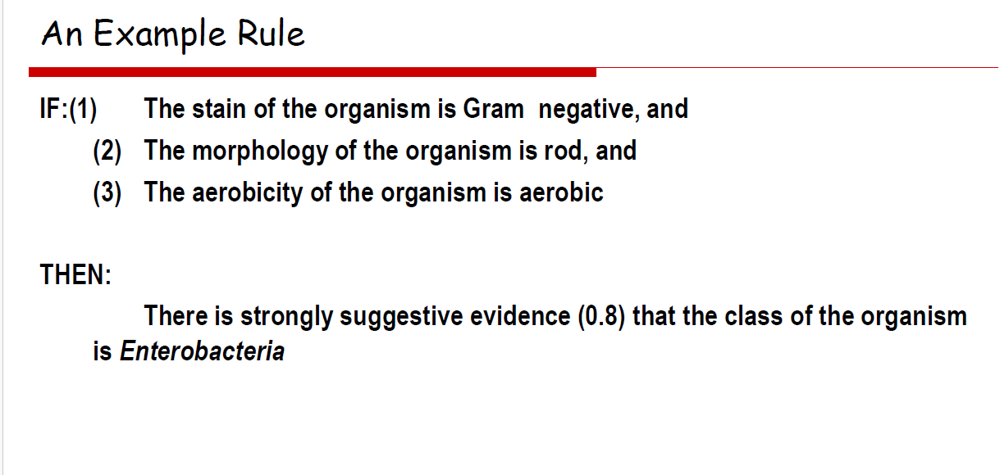 An Example Rule
IF:(1) The stain of the organism is Gram negative, and
(2) The morphology of the organism is rod, and
(3) The aerobicity of the organism is aerobic
THEN:
There is strongly suggestive evidence (0.8) that the class of the organism
is Enterobacteria